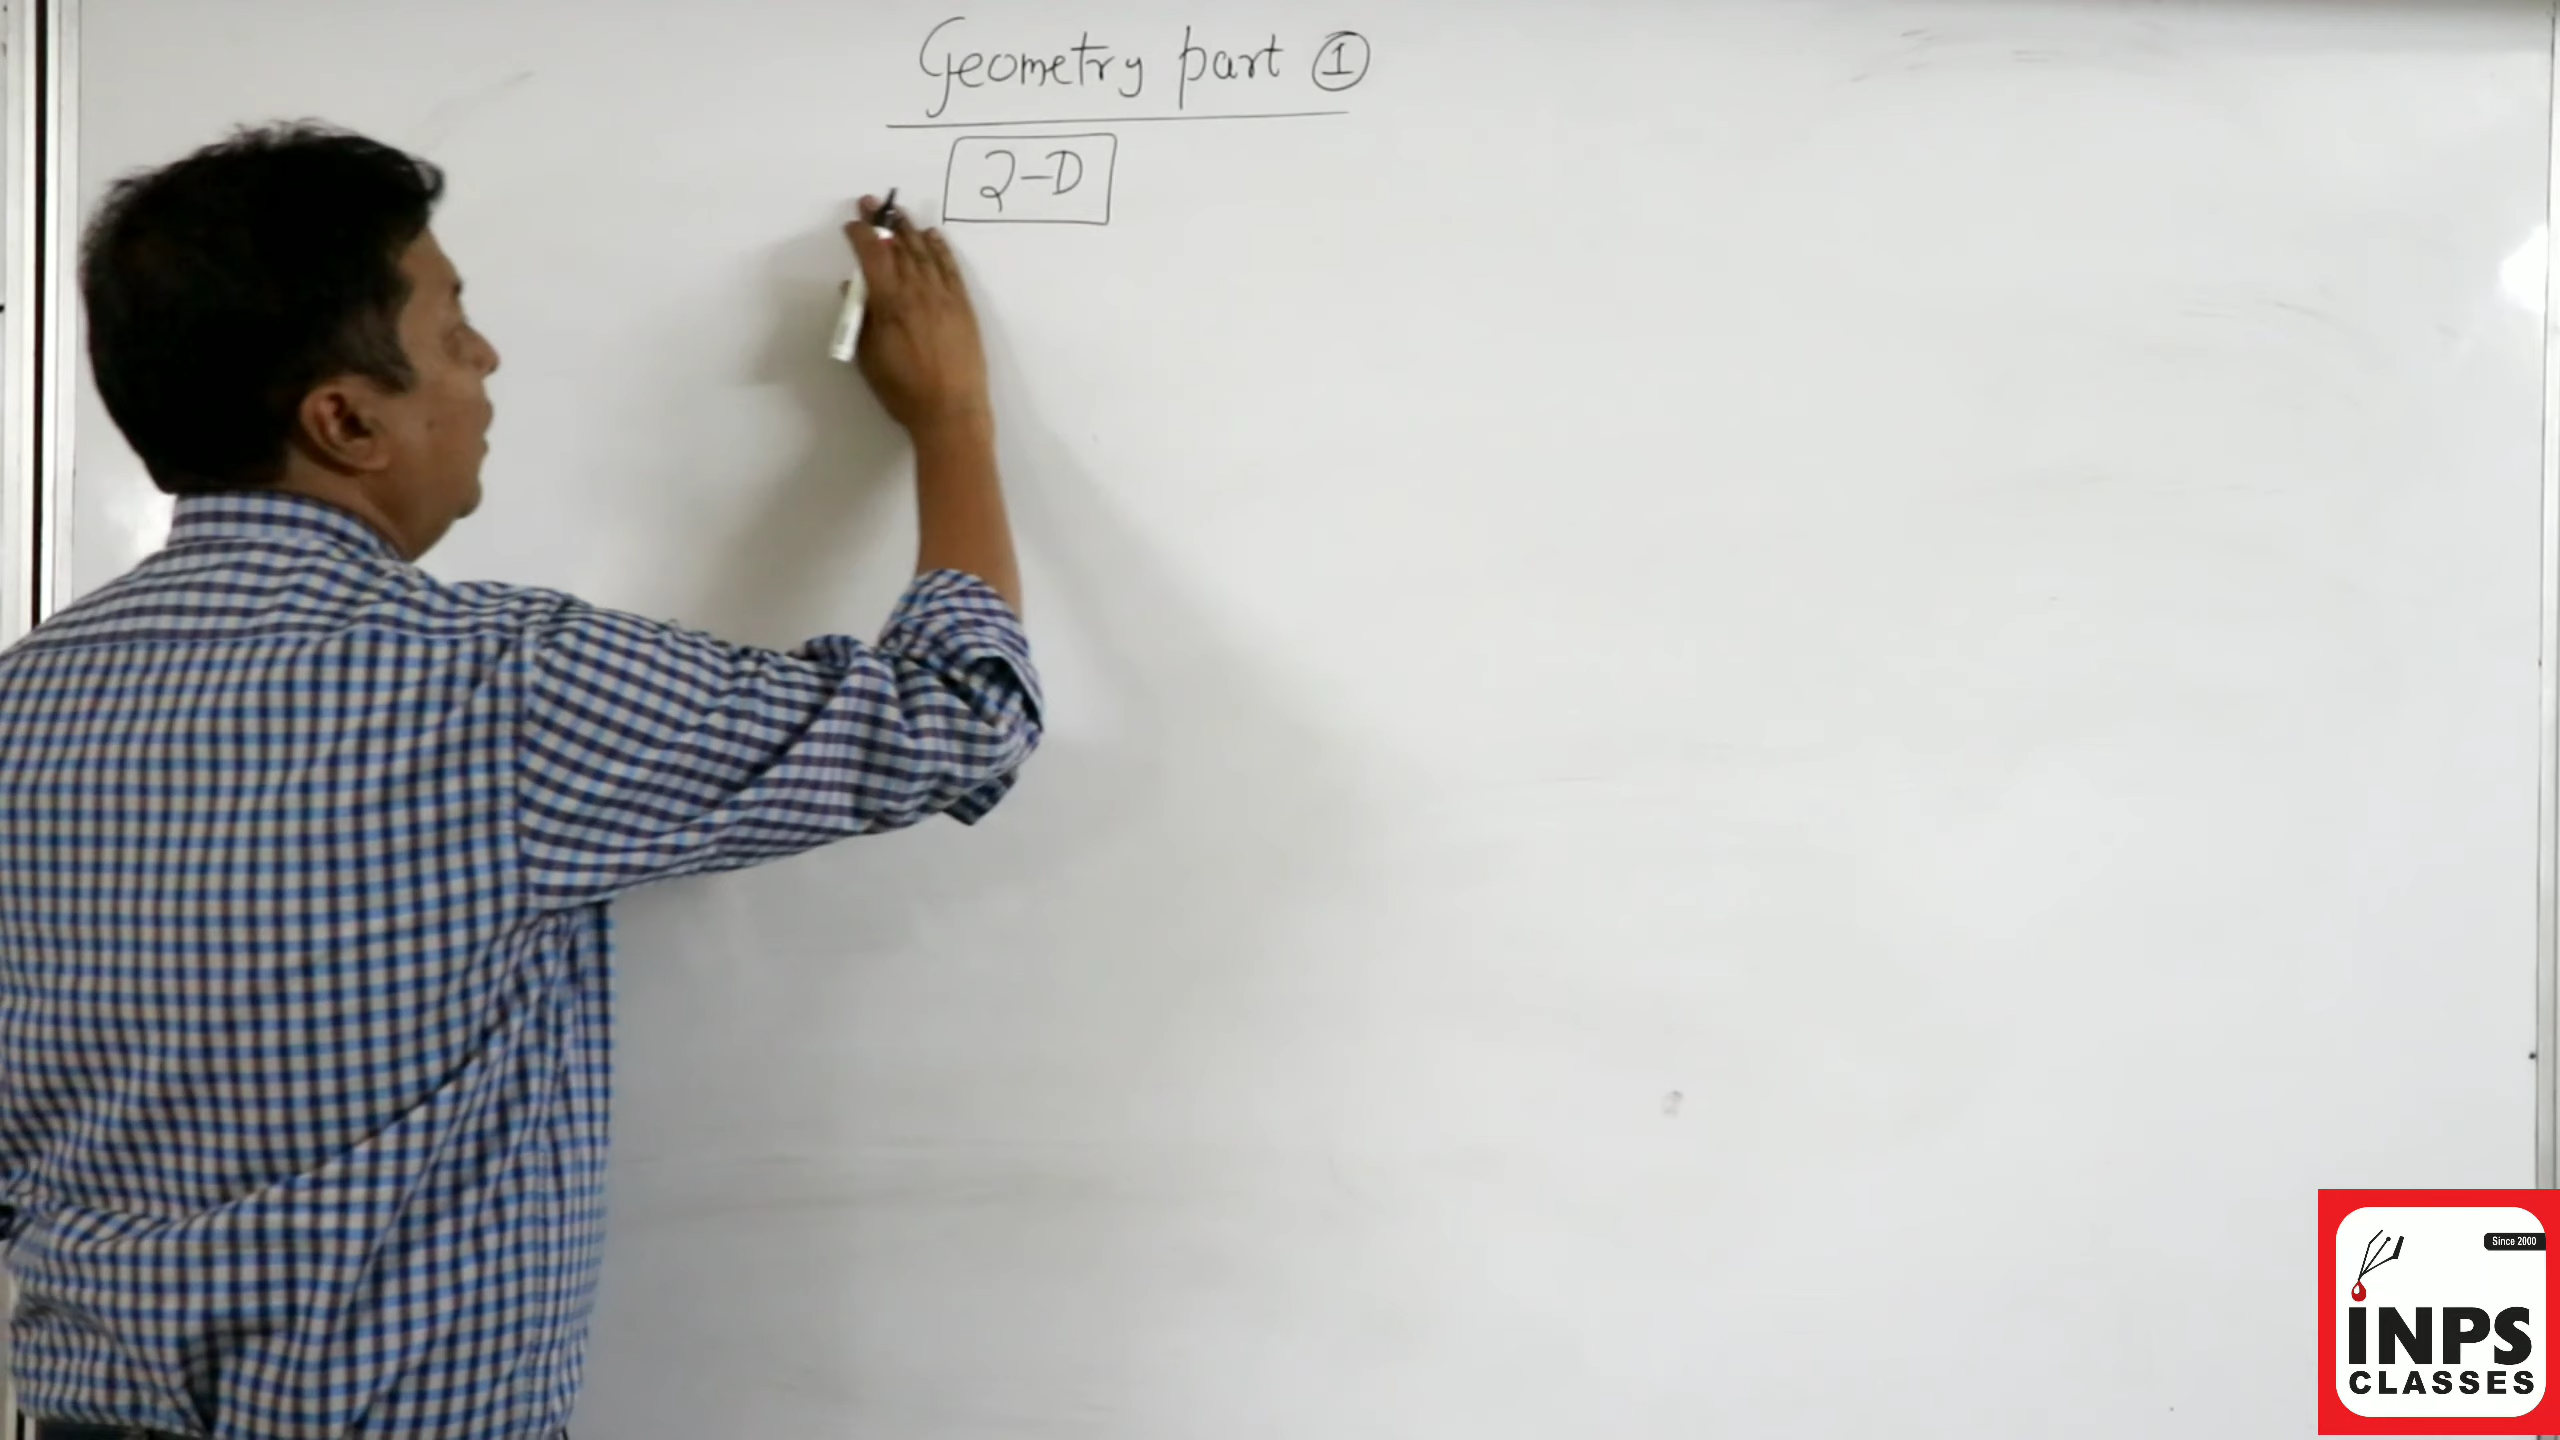 Geometry part ①
2-D
Since 2000
iNPS
CLASSES